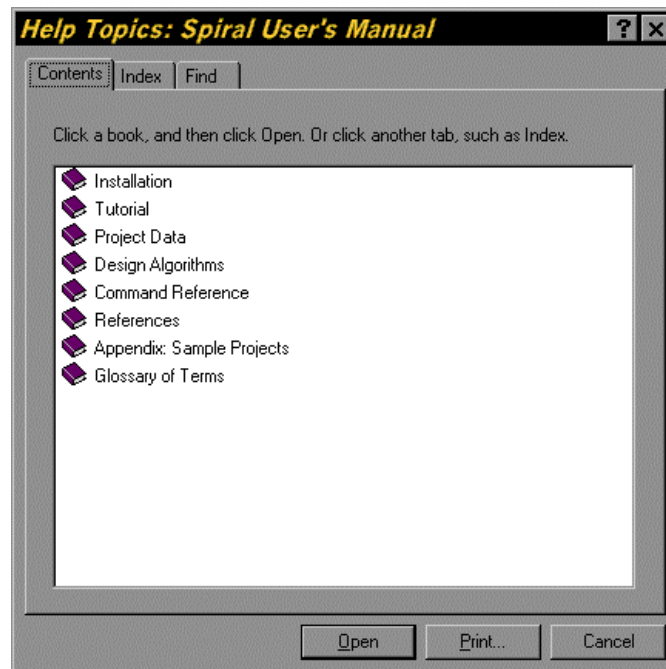 Help Topics: Spiral User's Manual
Contents Index Find
Click a book, and then click Open. Or click another tab, such as Index.
Installation
Tutorial
Project Data
Design Algorithms
Command Reference
References
Appendix: Sample Projects
Glossary of Terms
Open Print... Cancel